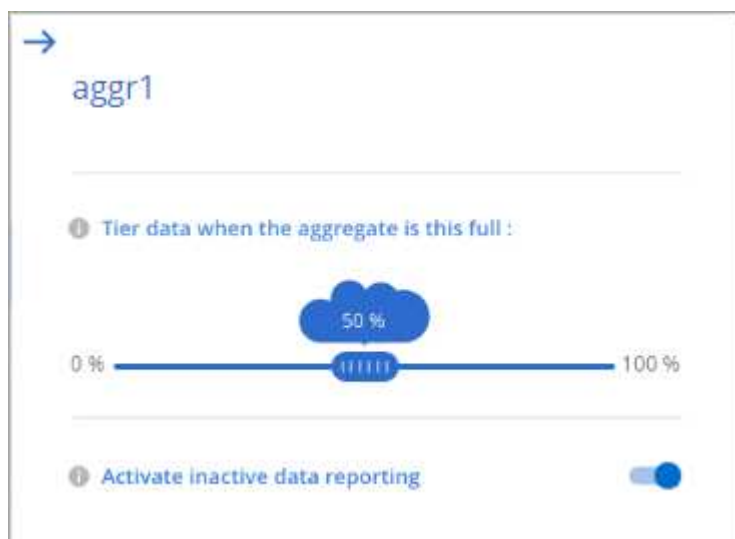 aggr1
Tier data when the aggregate is this full :
50 %
0 % 100 %
Activate inactive data reporting